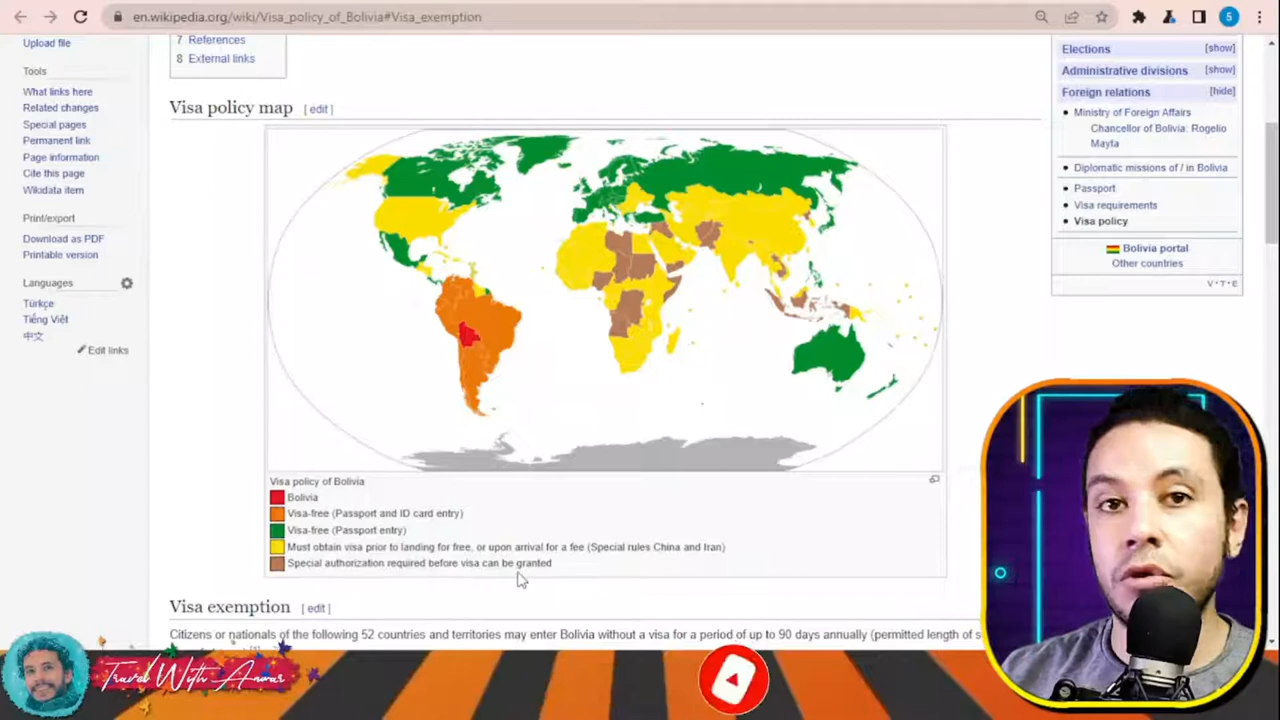 en.wikipedia.org/wiki/Visa_policy_of_Bolivia#Visa_exemption
5
Upload file
Tools
What links here
Related changes
Special pages
Permanent link
Page information
Cite this page
Wikidata item
Print/export
Download as PDF
Printable version
Languages
Türkçe
Tiếng Việt
中文
Edit links
7 References
8 External links
Visa policy map [ edit ]
Visa policy of Bolivia
Bolivia
Visa-free (Passport and ID card entry)
Visa-free (Passport entry)
Must obtain visa prior to landing for free, or upon arrival for a fee (Special rules China and Iran)
Special authorization required before visa can be granted
Visa exemption [ edit ]
Citizens or nationals of the following 52 countries and territories may enter Bolivia without a visa for a period of up to 90 days annually (permitted length of
Elections [show]
Administrative divisions [show]
Foreign relations [hide]
Ministry of Foreign Affairs
Chancellor of Bolivia: Rogelio
Mayta
Diplomatic missions of / in Bolivia
Passport
Visa requirements
Visa policy
Bolivia portal
Other countries
V · T · E
Travel With Anwar